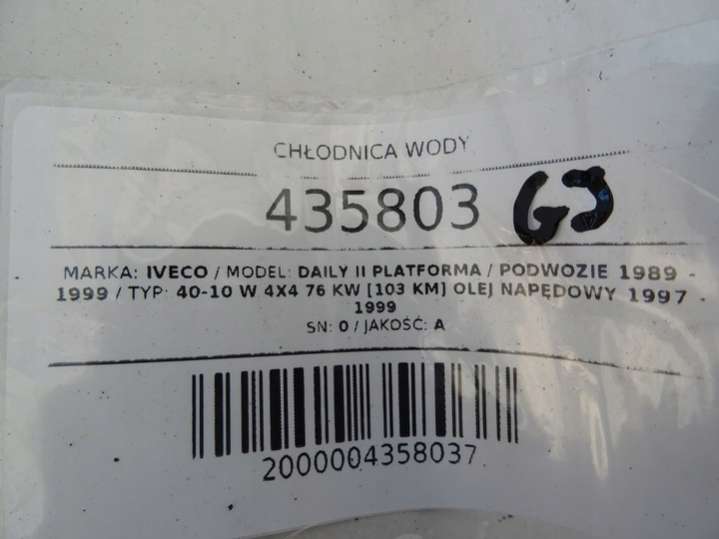 CHŁODNICA WODY
435803 GJ
MARKA: IVECO / MODEL: DAILY II PLATFORMA / PODWOZIE 1989 -
1999 / TYP: 40-10 W 4X4 76 KW [103 KM] OLEJ NAPĘDOWY 1997 -
1999
SN: 0 / JAKOŚĆ: A
2000004358037